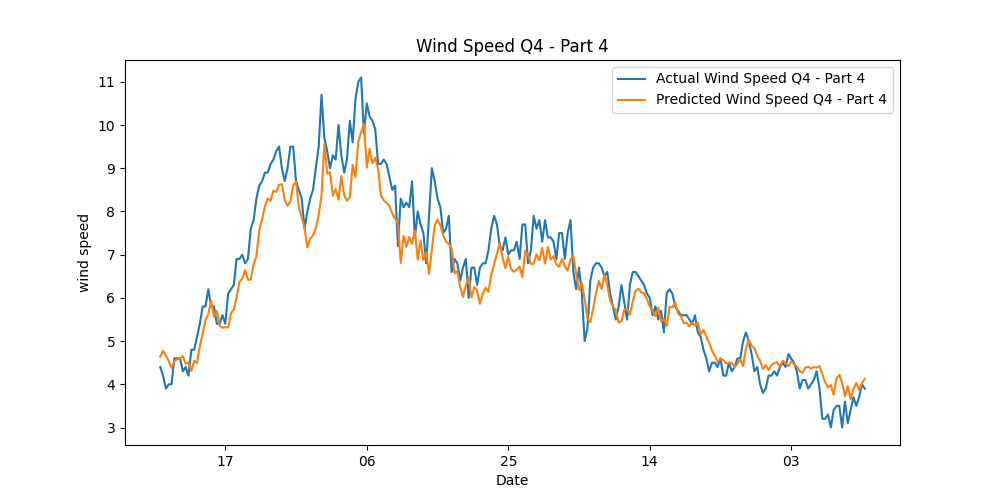 Wind Speed Q4 - Part 4
Actual Wind Speed Q4 - Part 4
Predicted Wind Speed Q4 - Part 4
wind speed
11
10
9
8
7
6
5
4
3
17
06
25
14
03
Date